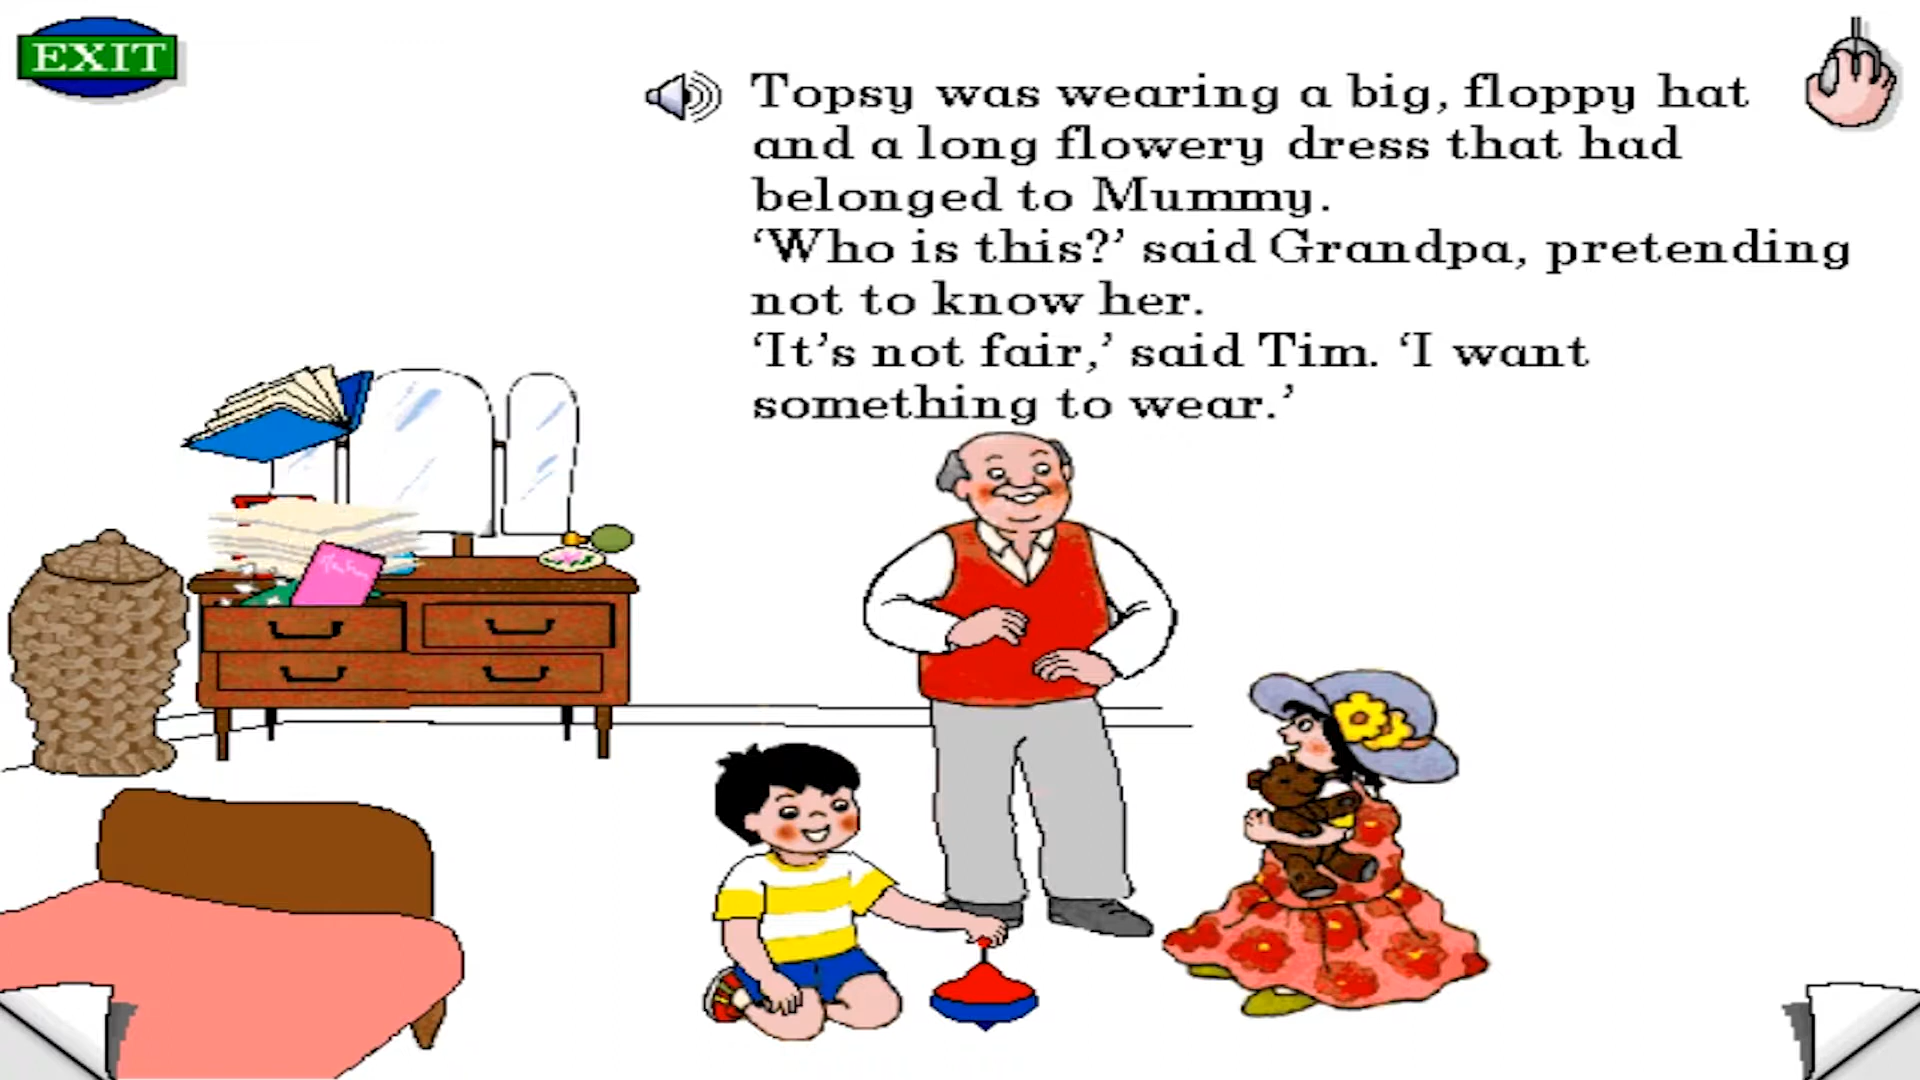 EXIT
Topsy was wearing a big, floppy hat
and a long flowery dress that had
belonged to Mummy.
‘Who is this?’ said Grandpa, pretending
not to know her.
‘It’s not fair,’ said Tim. ‘I want
something to wear.’